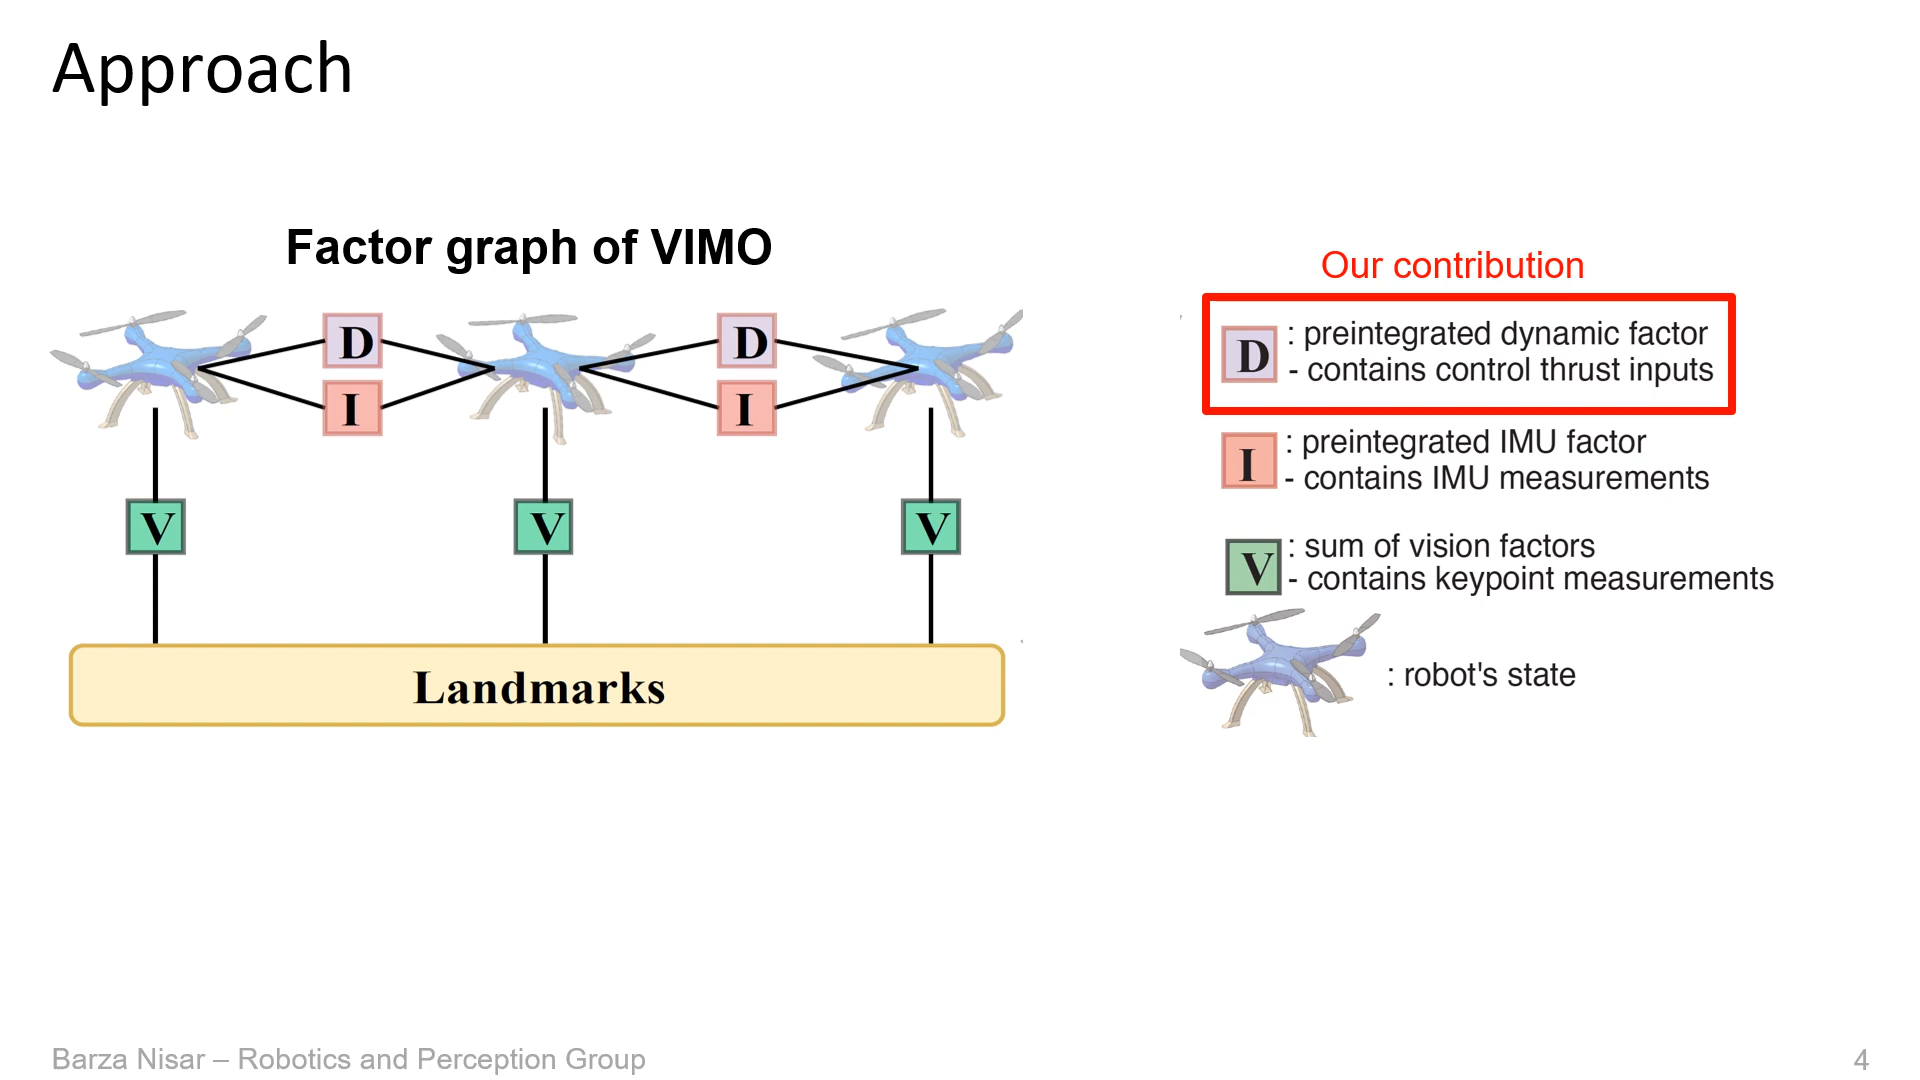 Approach
Factor graph of VIMO
D
D
I
I
V
V
V
Landmarks
Our contribution
D : preintegrated dynamic factor
- contains control thrust inputs
I : preintegrated IMU factor
- contains IMU measurements
V : sum of vision factors
- contains keypoint measurements
: robot's state
Barza Nisar – Robotics and Perception Group
4